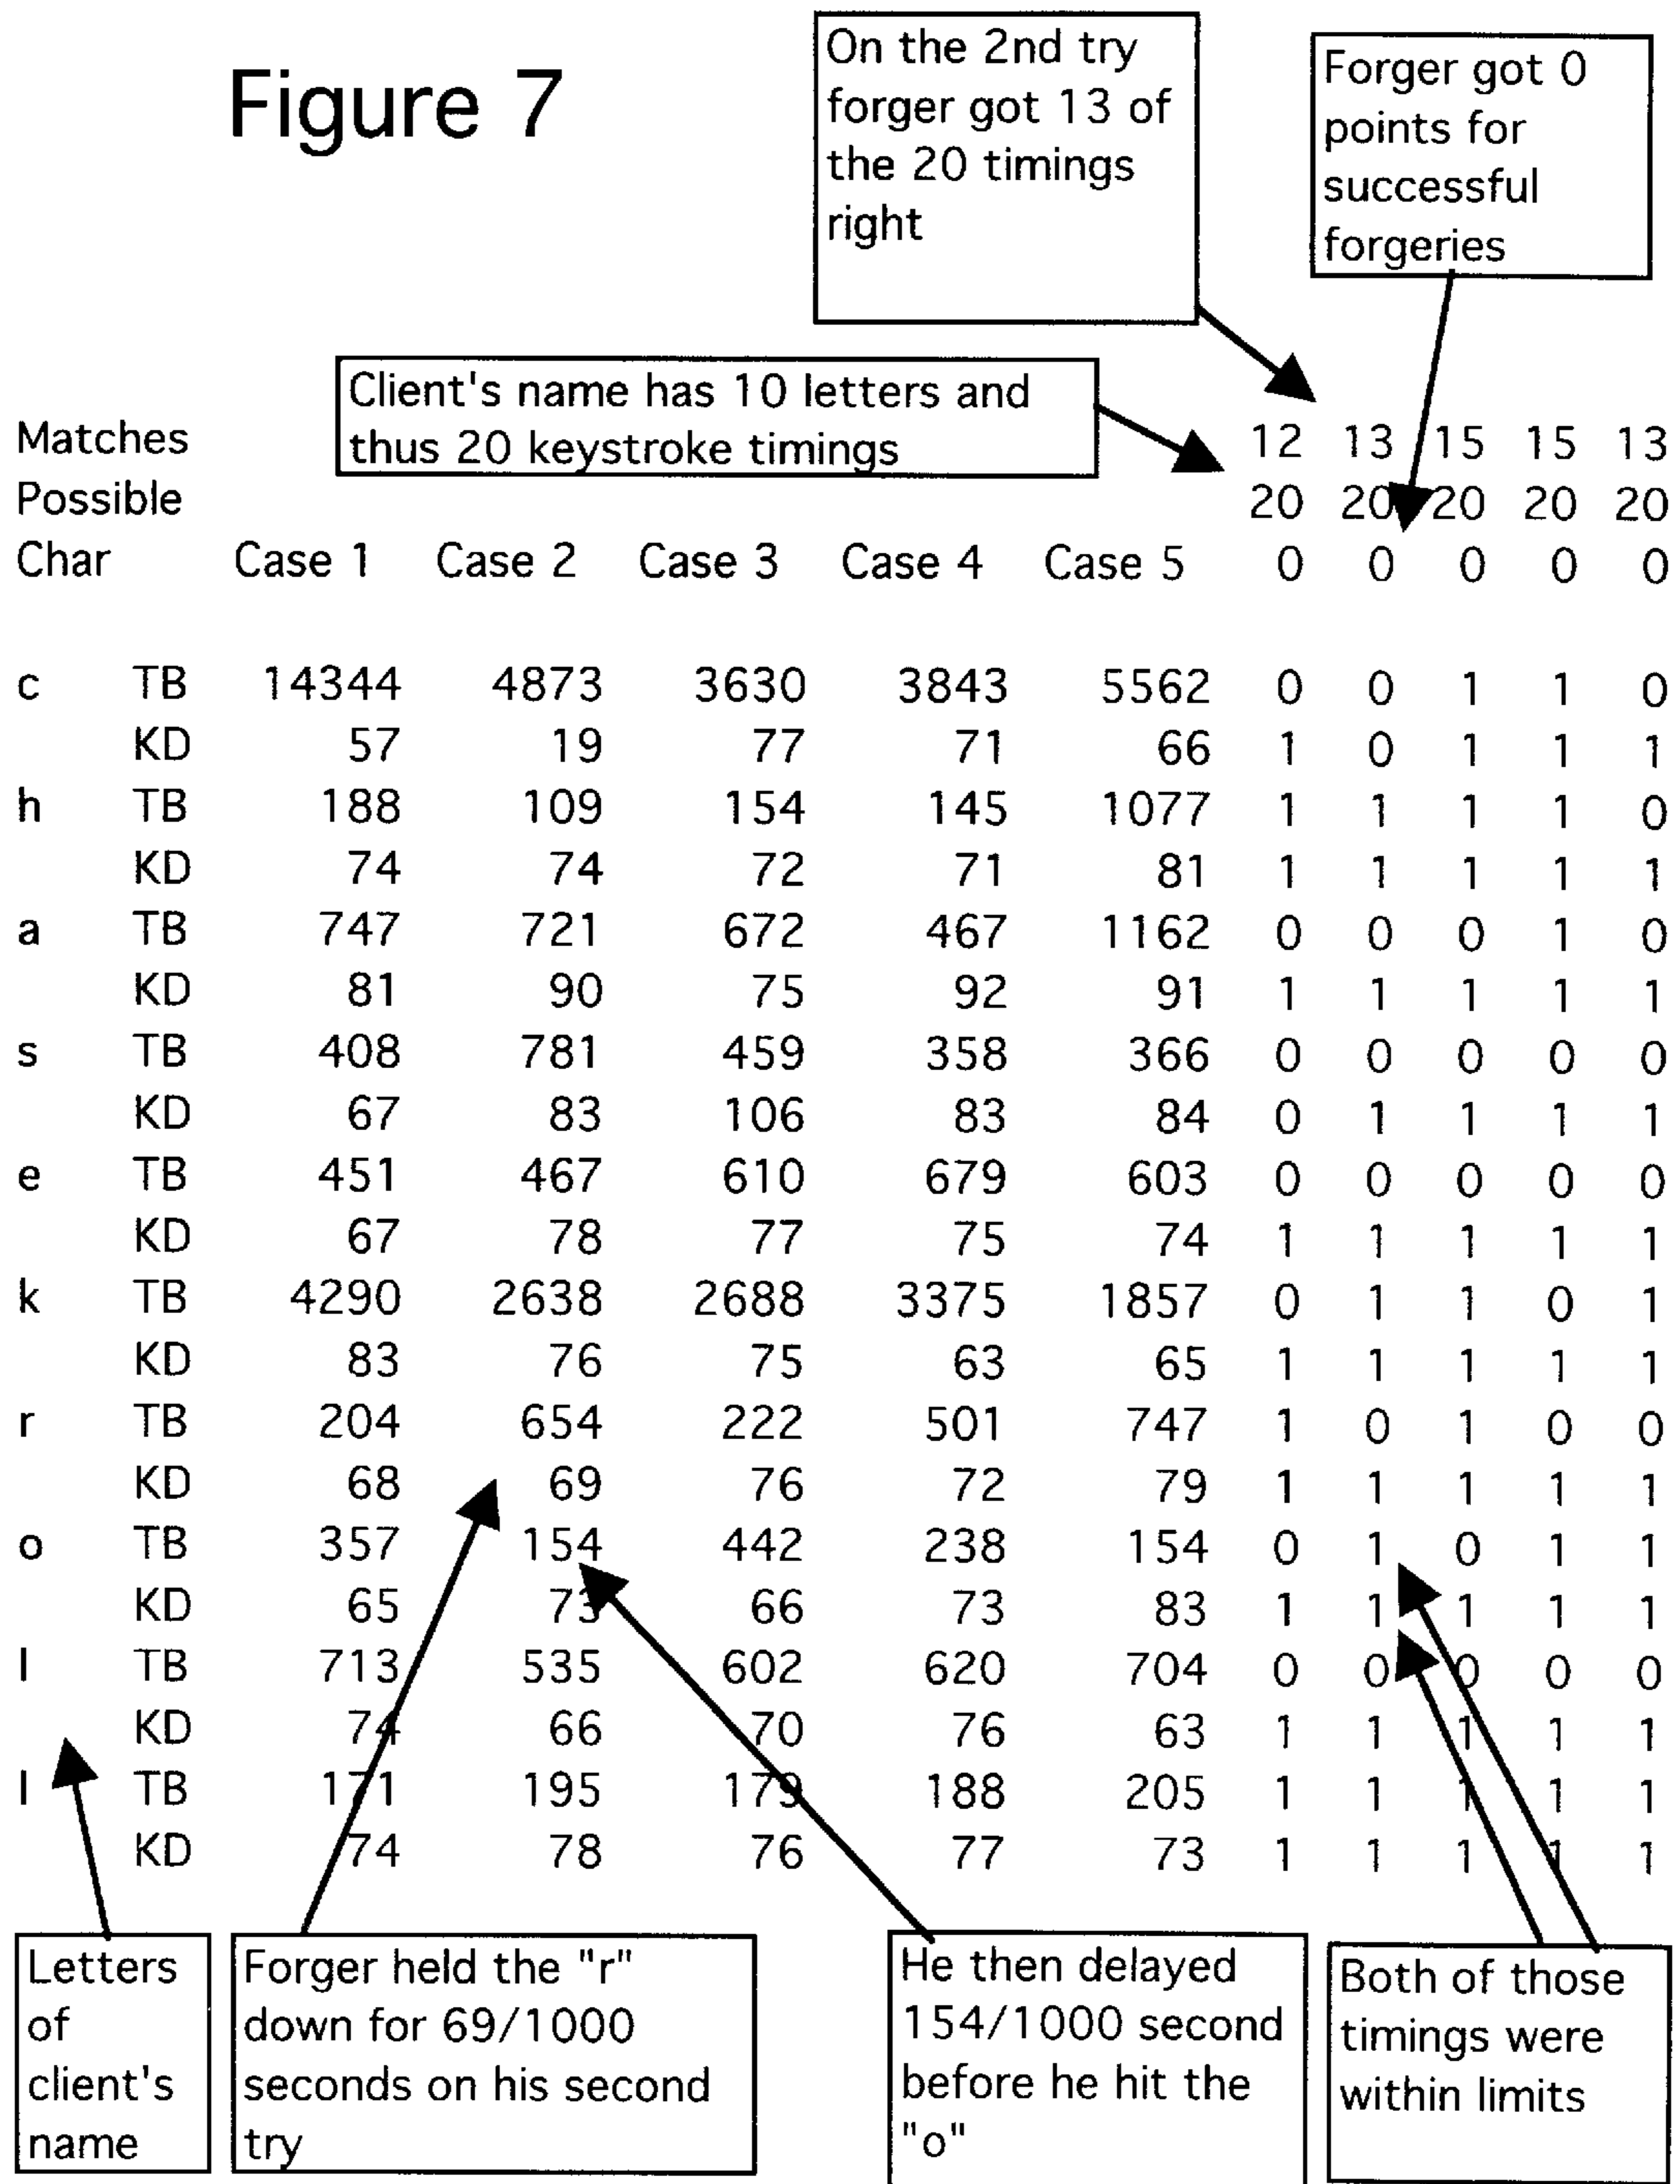 Figure 7
On the 2nd try
forger got 13 of
the 20 timings
right
Forger got 0
points for
successful
forgeries
Client's name has 10 letters and
thus 20 keystroke timings
Matches 12 13 15 15 13
Possible 20 20 20 20 20
Char Case 1 Case 2 Case 3 Case 4 Case 5 0 0 0 0 0
c TB 14344 4873 3630 3843 5562 0 0 1 1 0
KD 57 19 77 71 66 1 0 1 1 1
h TB 188 109 154 145 1077 1 1 1 1 0
KD 74 74 72 71 81 1 1 1 1 1
a TB 747 721 672 467 1162 0 0 0 1 0
KD 81 90 75 92 91 1 1 1 1 1
s TB 408 781 459 358 366 0 0 0 0 0
KD 67 83 106 83 84 0 1 1 1 1
e TB 451 467 610 679 603 0 0 0 0 0
KD 67 78 77 75 74 1 1 1 1 1
k TB 4290 2638 2688 3375 1857 0 1 1 0 1
KD 83 76 75 63 65 1 1 1 1 1
r TB 204 654 222 501 747 1 0 1 0 0
KD 68 69 76 72 79 1 1 1 1 1
o TB 357 154 442 238 154 0 1 0 1 1
KD 65 73 66 73 83 1 1 1 1 1
l TB 713 535 602 620 704 0 0 0 0 0
KD 74 66 70 76 63 1 1 1 1 1
l TB 171 195 179 188 205 1 1 1 1 1
KD 74 78 76 77 73 1 1 1 1 1
Letters
of
client's
name
Forger held the "r"
down for 69/1000
seconds on his second
try
He then delayed
154/1000 second
before he hit the
"o"
Both of those
timings were
within limits